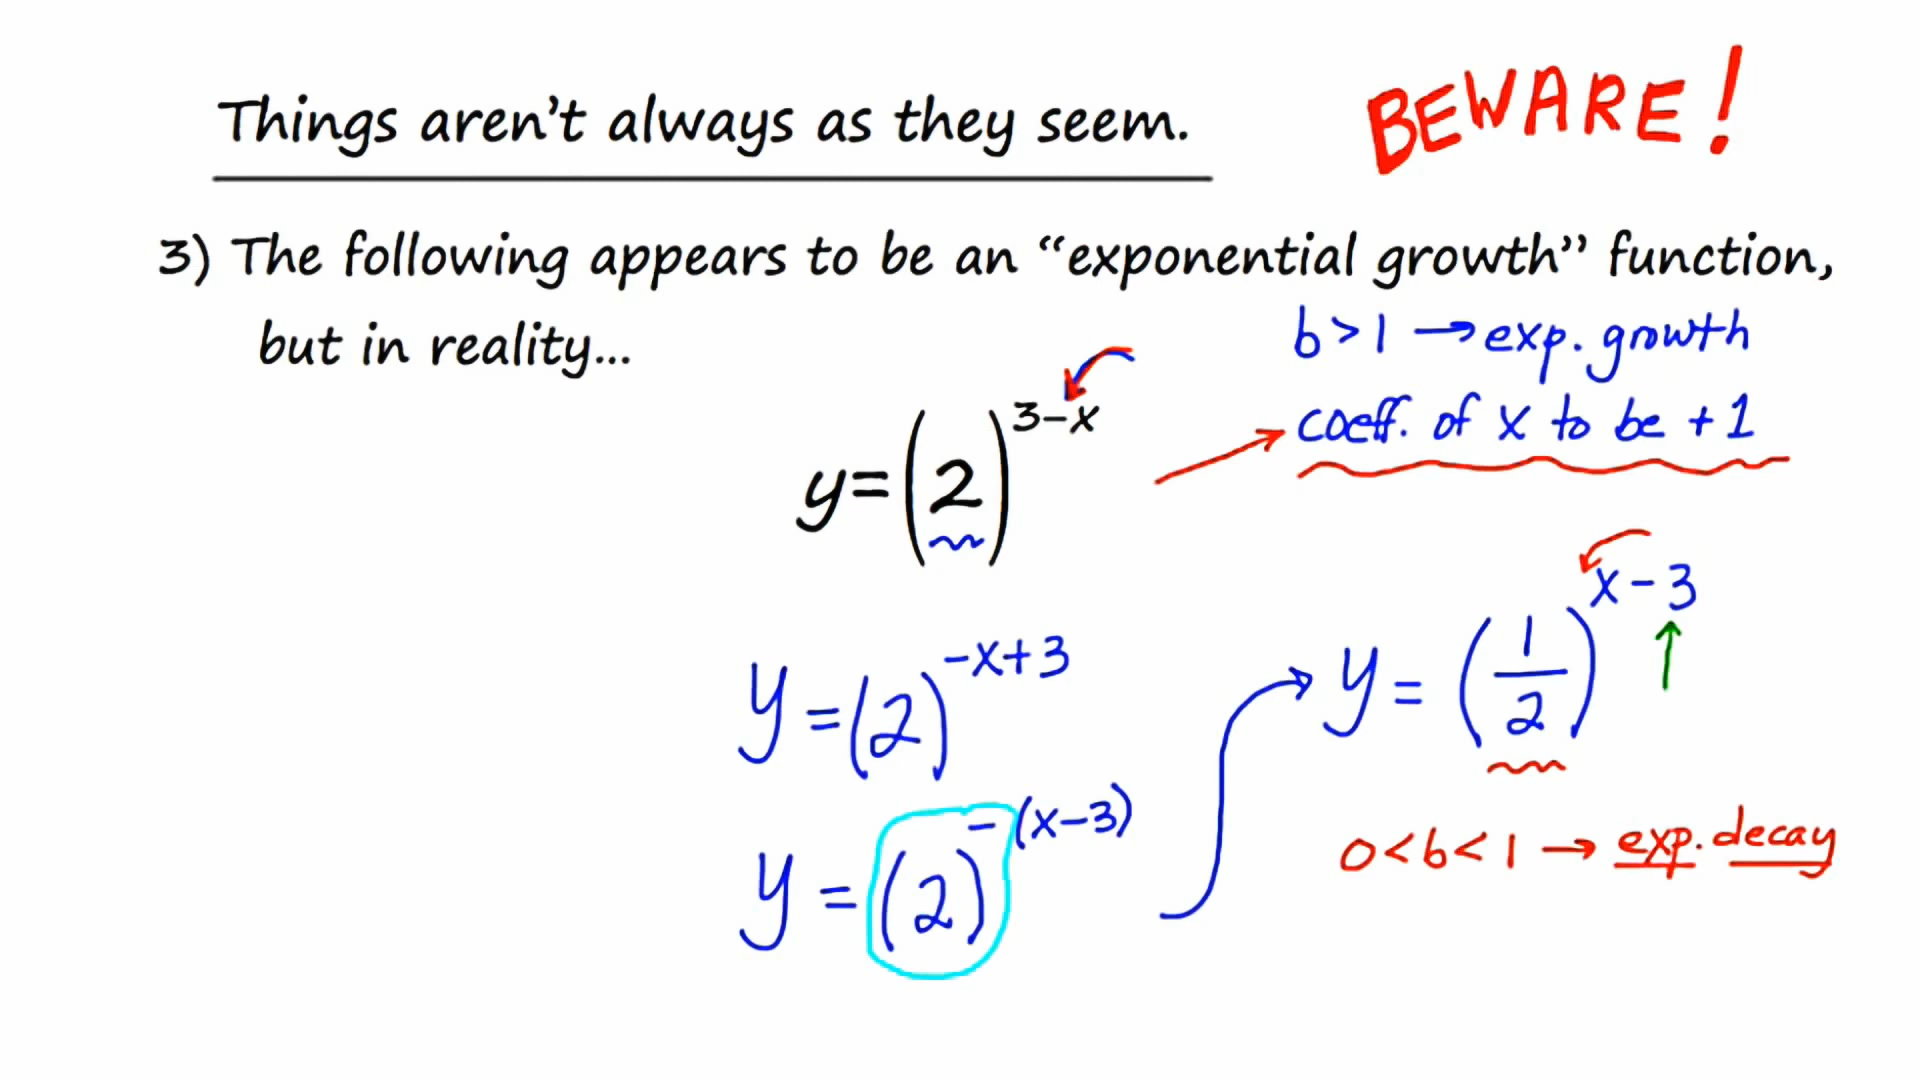 Things aren't always as they seem.
BEWARE!
3) The following appears to be an “exponential growth” function,
but in reality...
b > 1 → exp. growth
coeff. of x to be + 1
y=(2)^{3-x}
y = (2)^{-x+3}
y = (2)^{-(x-3)}
y = (1/2)^{x-3}
0 < b < 1 → exp. decay